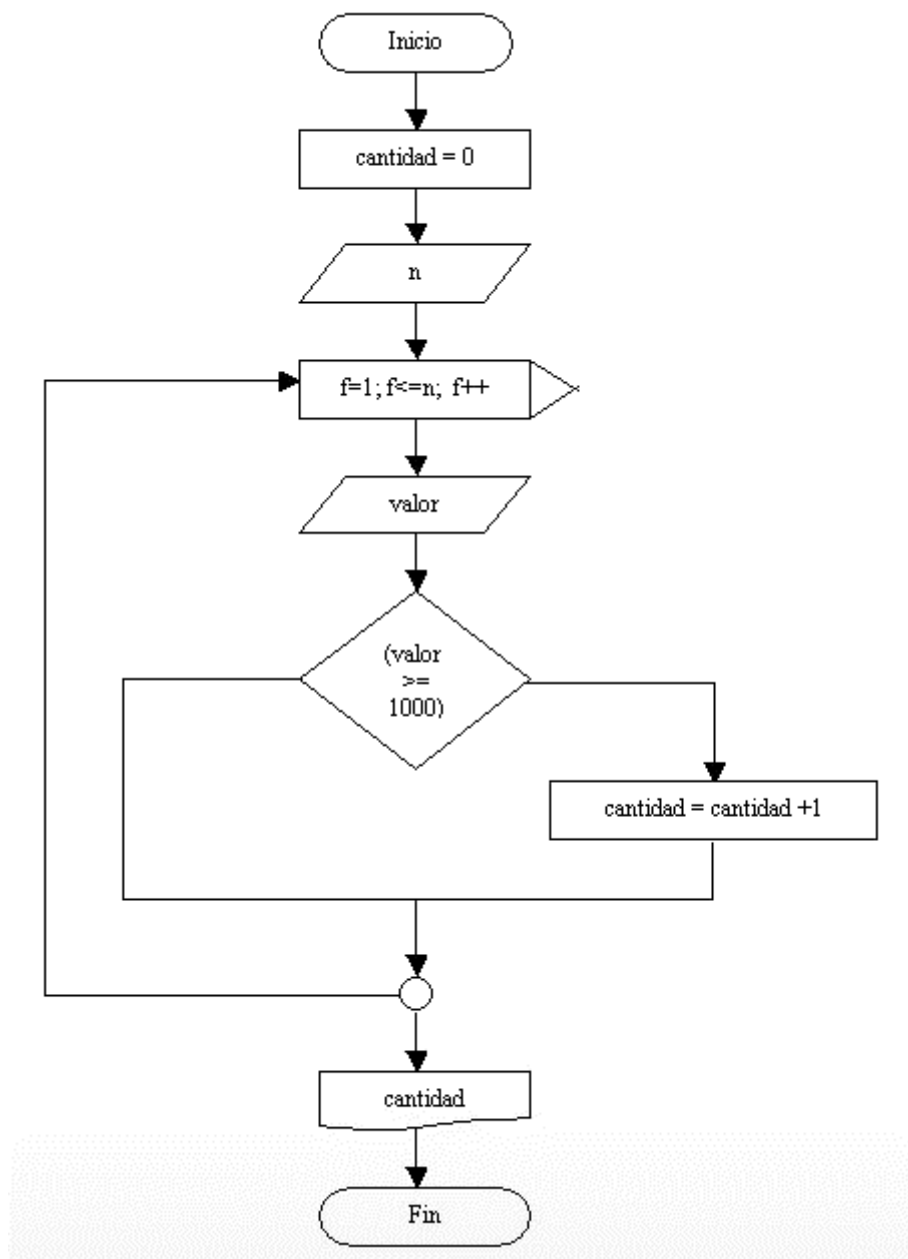 Inicio
cantidad = 0
n
f=1; f<=n; f++
valor
(valor
>=
1000)
cantidad = cantidad +1
cantidad
Fin